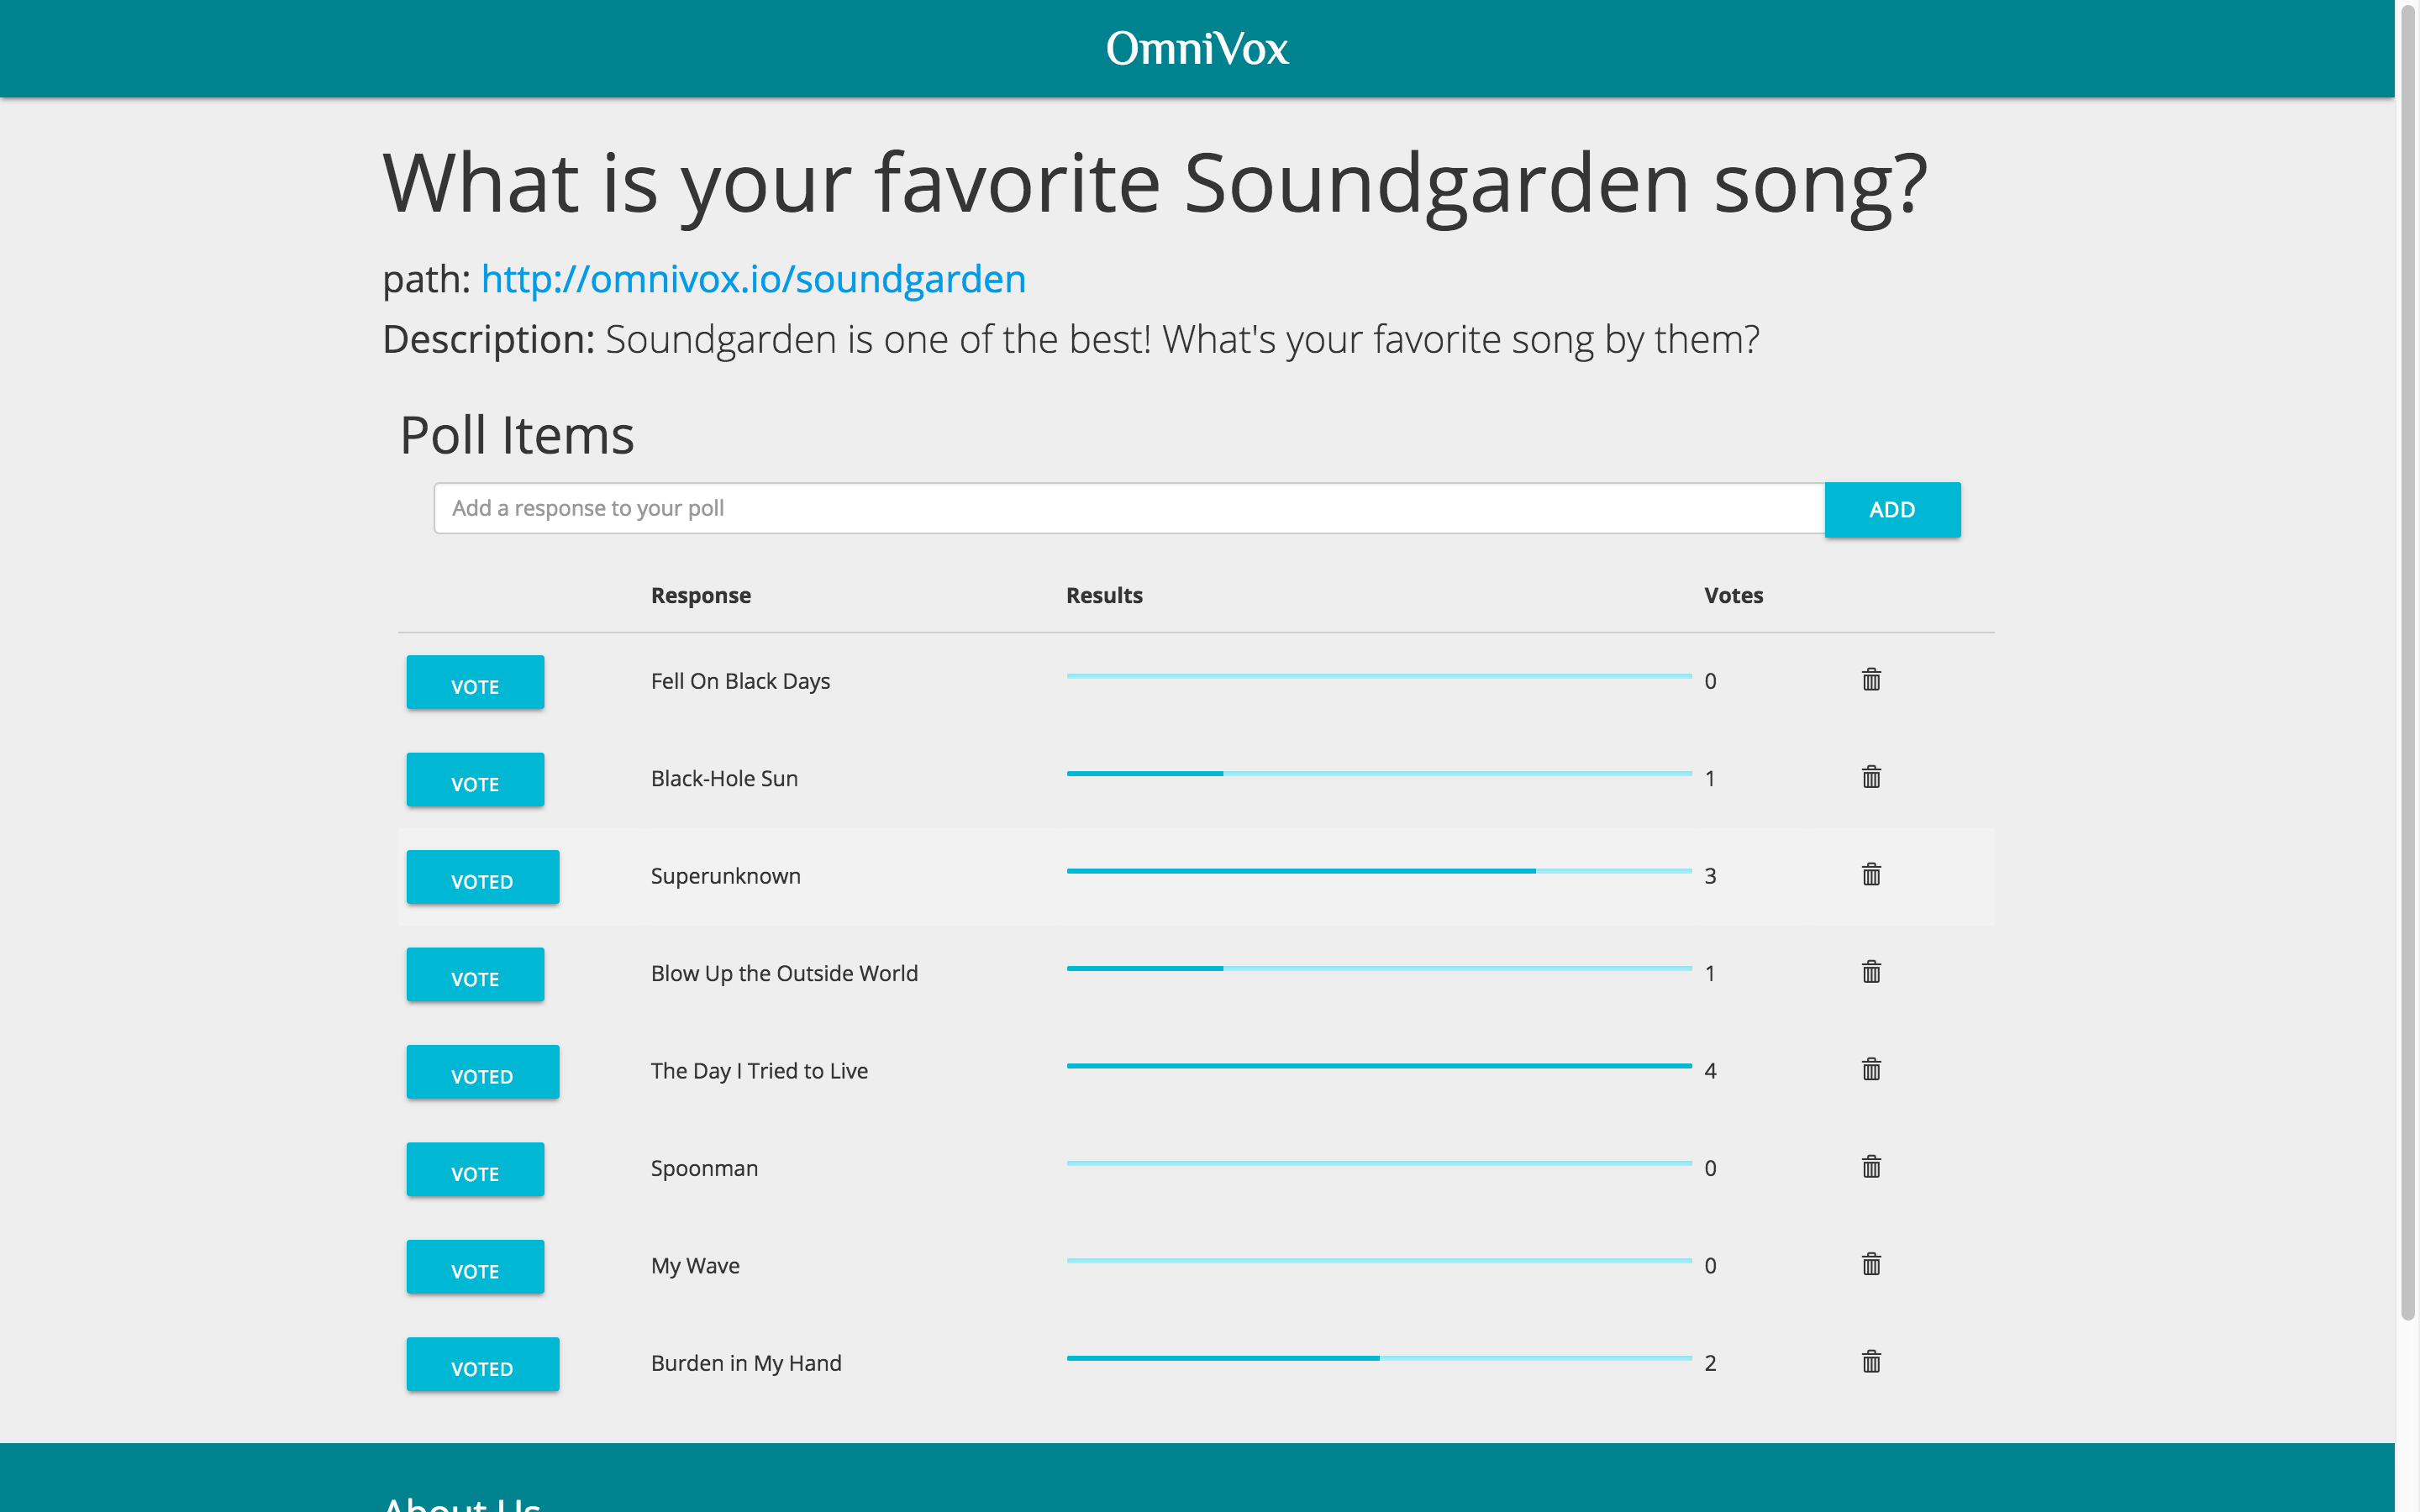 OmniVox
What is your favorite Soundgarden song?
path: http://omnivox.io/soundgarden
Description: Soundgarden is one of the best! What's your favorite song by them?
Poll Items
Add a response to your poll ADD
Response Results Votes
VOTE Fell On Black Days 0
VOTE Black-Hole Sun 1
VOTED Superunknown 3
VOTE Blow Up the Outside World 1
VOTED The Day I Tried to Live 4
VOTE Spoonman 0
VOTE My Wave 0
VOTED Burden in My Hand 2
About Us